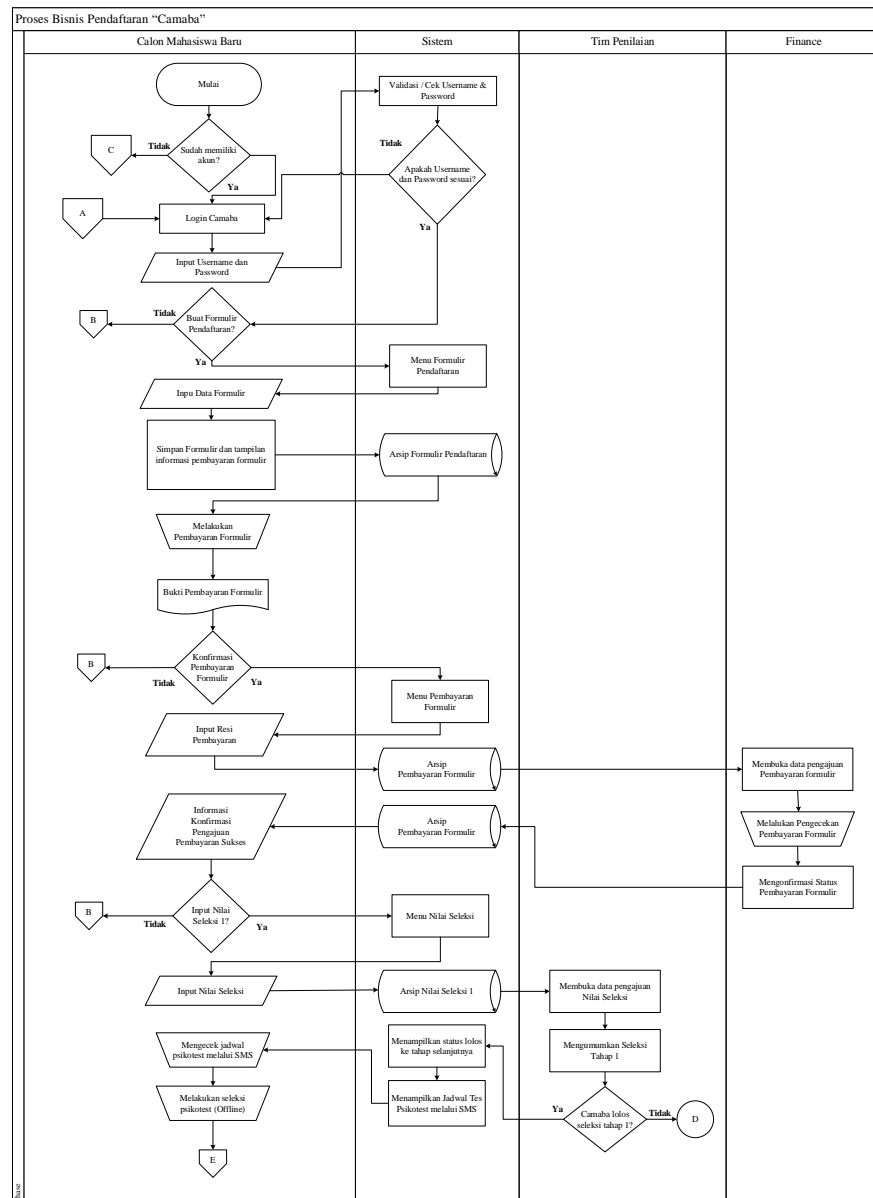 Proses Bisnis Pendaftaran “Camaba”
Calon Mahasiswa Baru
Sistem
Tim Penilaian
Finance
Mulai
Validasi / Cek Username &
Password
C
Tidak
Sudah memiliki
akun?
Ya
Tidak
Apakah Username
dan Password sesuai?
Ya
A
Login Camaba
Input Username dan
Password
B
Tidak
Buat Formulir
Pendaftaran?
Ya
Menu Formulir
Pendaftaran
Inpu Data Formulir
Simpan Formulir dan tampilan
informasi pembayaran formulir
Arsip Formulir Pendaftaran
Melakukan
Pembayaran Formulir
Bukti Pembayaran Formulir
B
Tidak
Konfirmasi
Pembayaran
Formulir
Ya
Menu Pembayaran
Formulir
Input Resi
Pembayaran
Arsip
Pembayaran Formulir
Membuka data pengajuan
Pembayaran formulir
Informasi
Konfirmasi
Pengajuan
Pembayaran Sukses
Arsip
Pembayaran Formulir
Melalukan Pengecekan
Pembayaran Formulir
Mengonfirmasi Status
Pembayaran Formulir
B
Tidak
Input Nilai
Seleksi 1?
Ya
Menu Nilai Seleksi
Input Nilai Seleksi
Arsip Nilai Seleksi 1
Membuka data pengajuan
Nilai Seleksi
Mengecek jadwal
psikotest melalui SMS
Menampilkan status lolos
ke tahap selanjutnya
Mengumumkan Seleksi
Tahap 1
Melakukan seleksi
psikotest (Offline)
Menampilkan Jadwal Tes
Psikotest melalui SMS
Ya
Camaba lolos
seleksi tahap 1?
Tidak
D
E